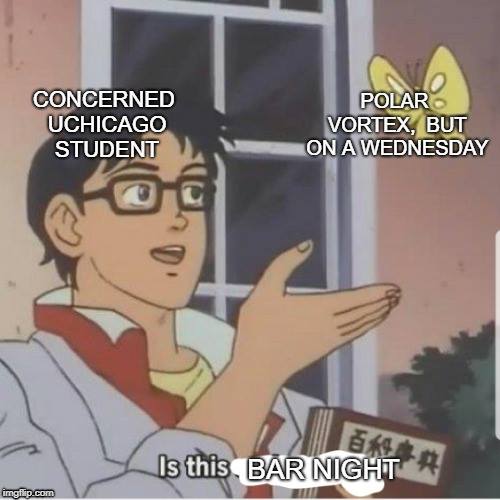 CONCERNED
UCHICAGO
STUDENT
POLAR
VORTEX,  BUT
ON A WEDNESDAY
百科事典
Is this BAR NIGHT
imgflip.com